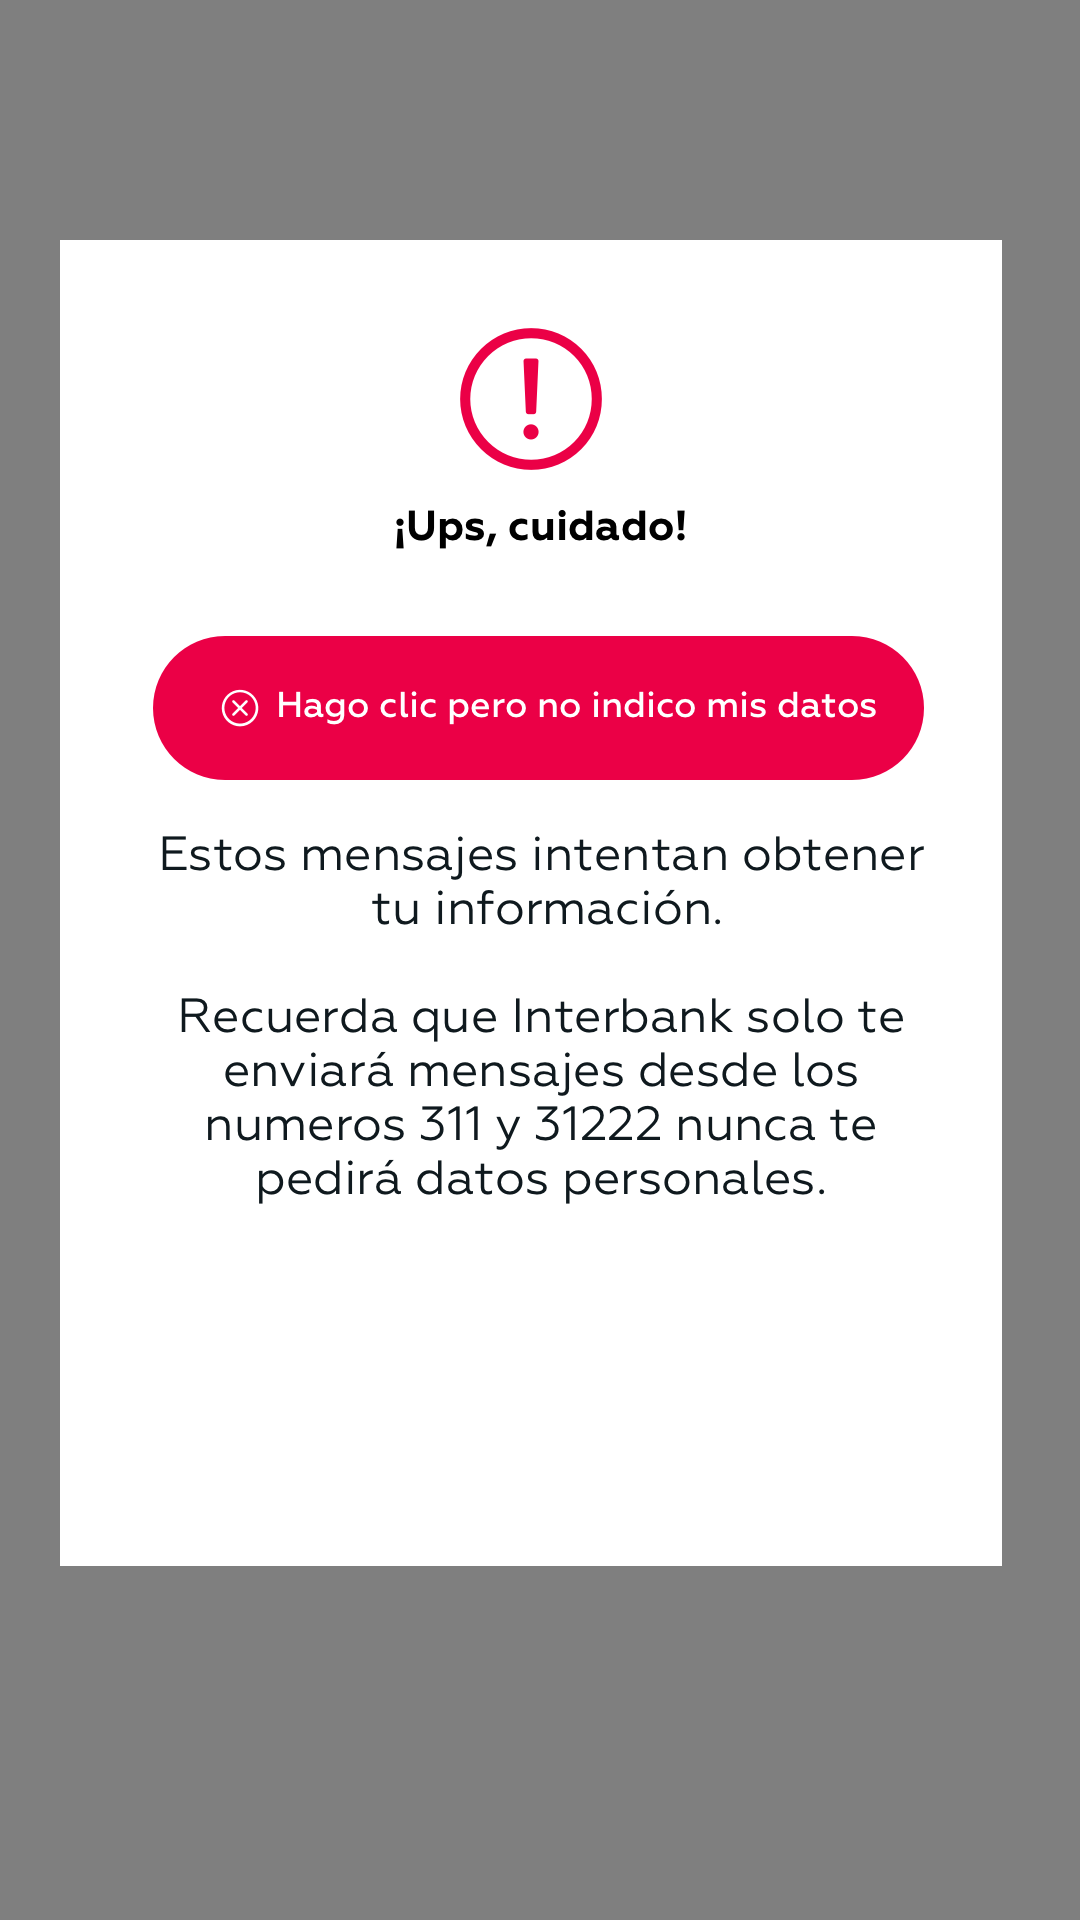 ¡Ups, cuidado!
Hago clic pero no indico mis datos
Estos mensajes intentan obtener
tu información.
Recuerda que Interbank solo te
enviará mensajes desde los
numeros 311 y 31222 nunca te
pedirá datos personales.